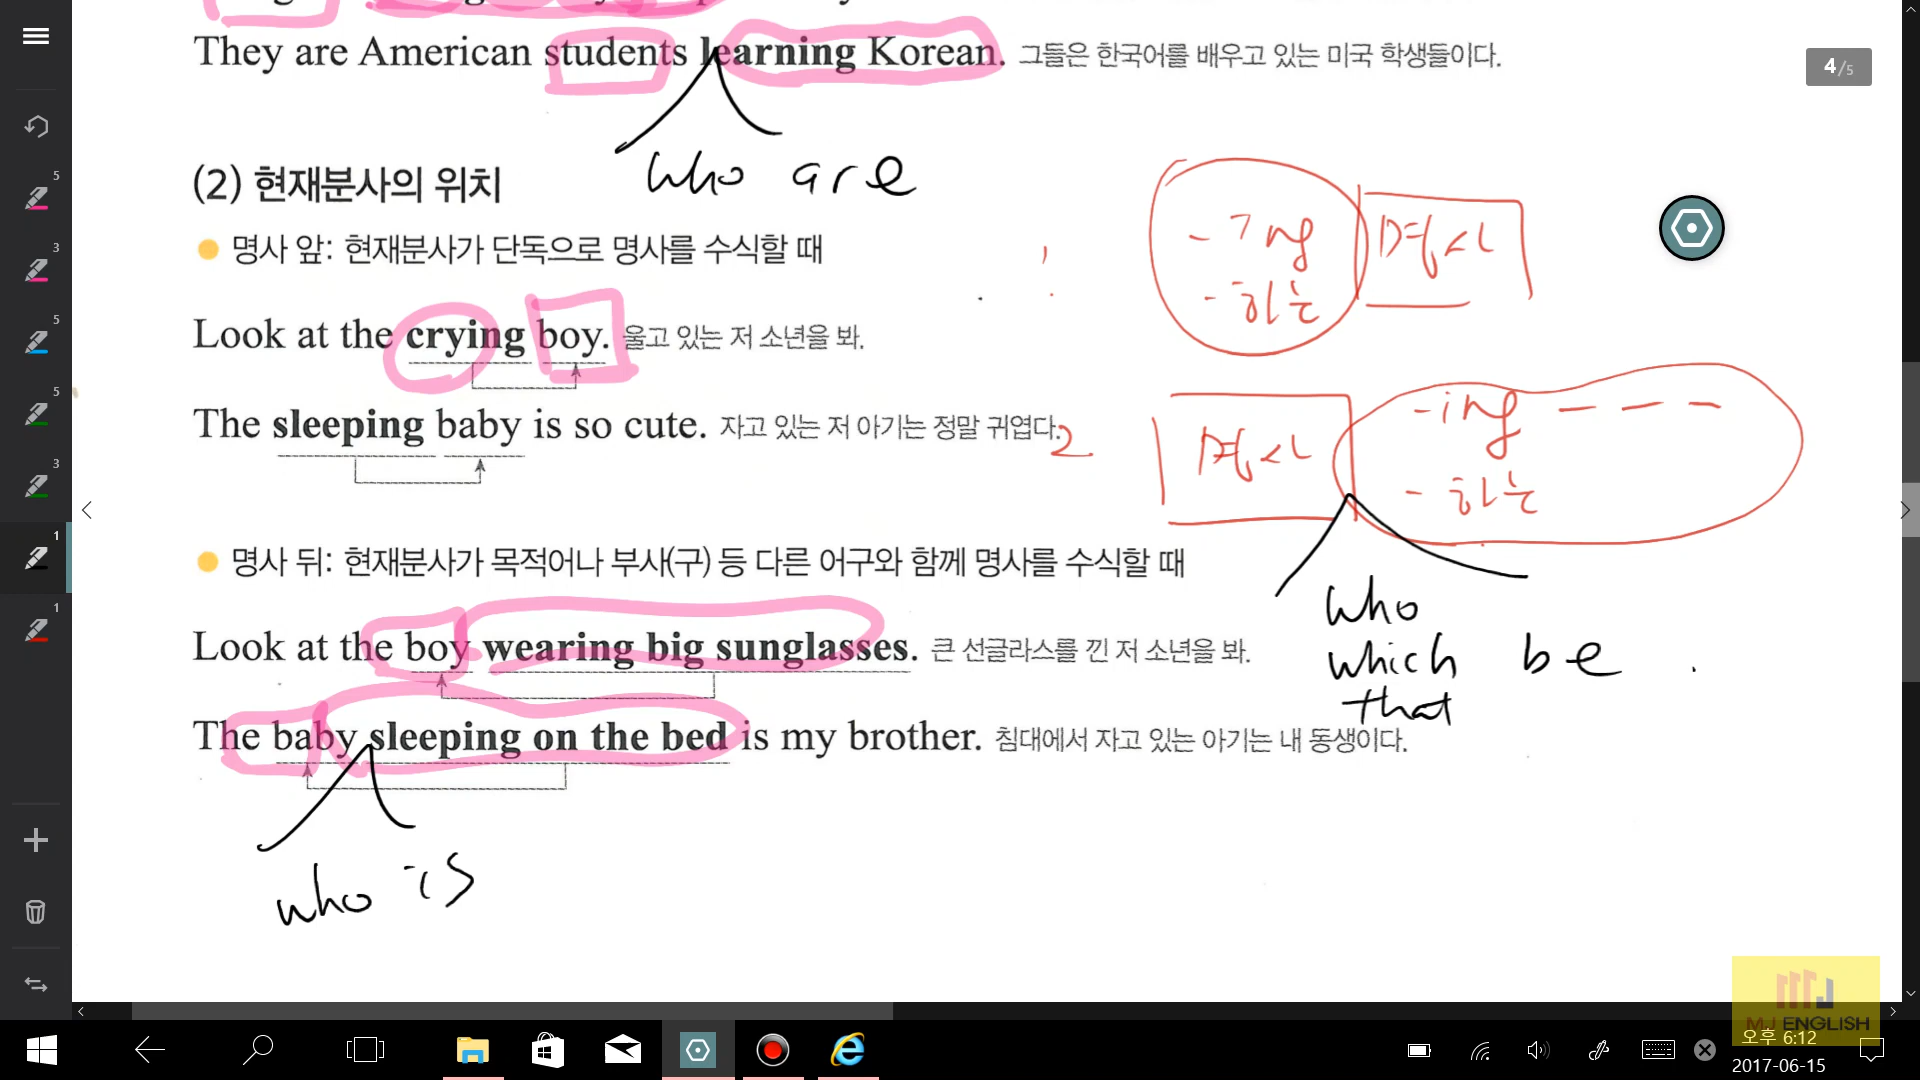 They are American students learning Korean. 그들은 한국어를 배우고 있는 미국 학생들이다.
4/5
who are
(2) 현재분사의 위치
명사 앞: 현재분사가 단독으로 명사를 수식할 때
1
-ing 명사
-하는
Look at the crying boy. 울고 있는 저 소년을 봐.
The sleeping baby is so cute. 자고 있는 저 아기는 정말 귀엽다.
2
명사 -ing ---
-하는
명사 뒤: 현재분사가 목적어나 부사(구) 등 다른 어구와 함께 명사를 수식할 때
who
which be
that
Look at the boy wearing big sunglasses. 큰 선글라스를 낀 저 소년을 봐.
The baby sleeping on the bed is my brother. 침대에서 자고 있는 아기는 내 동생이다.
who is
5
3
5
5
3
1
1
MJ ENGLISH
오후 6:12
2017-06-15